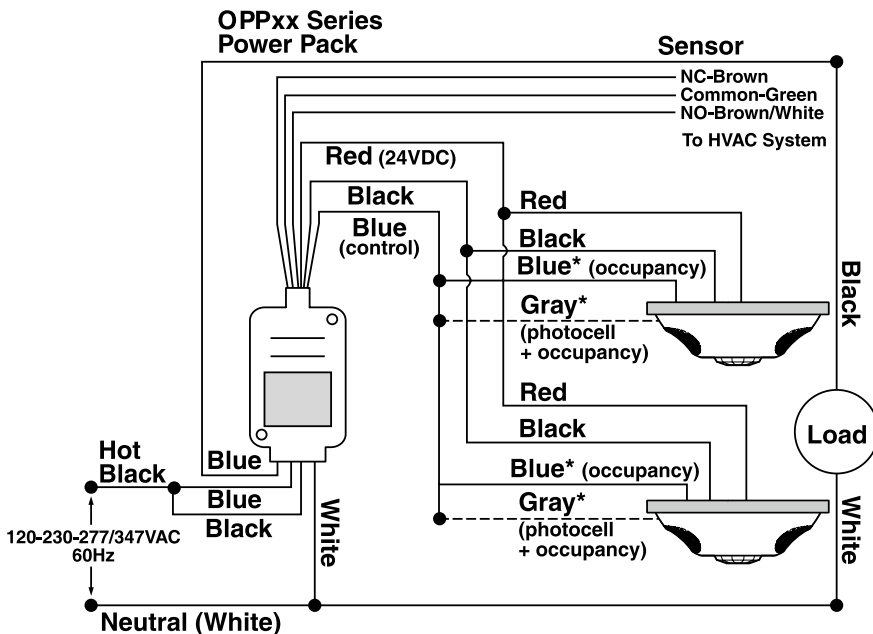 OPPxx Series
Power Pack
Sensor
NC-Brown
Common-Green
NO-Brown/White
To HVAC System
Red (24VDC)
Black
Blue
(control)
Red
Black
Blue* (occupancy)
Gray*
(photocell
+ occupancy)
Black
Red
Black
Blue* (occupancy)
Gray*
(photocell
+ occupancy)
Load
White
Hot
Black
Blue
Blue
Black
White
120-230-277/347VAC
60Hz
Neutral (White)